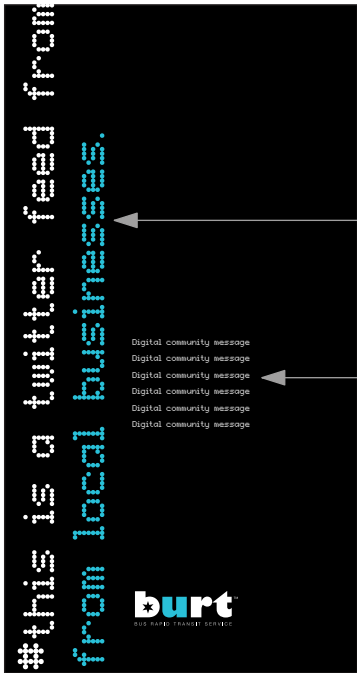 #this is a twitter feed from
from local businesses.
Digital community message
Digital community message
Digital community message
Digital community message
Digital community message
Digital community message
burt™
BUS RAPID TRANSIT SERVICE